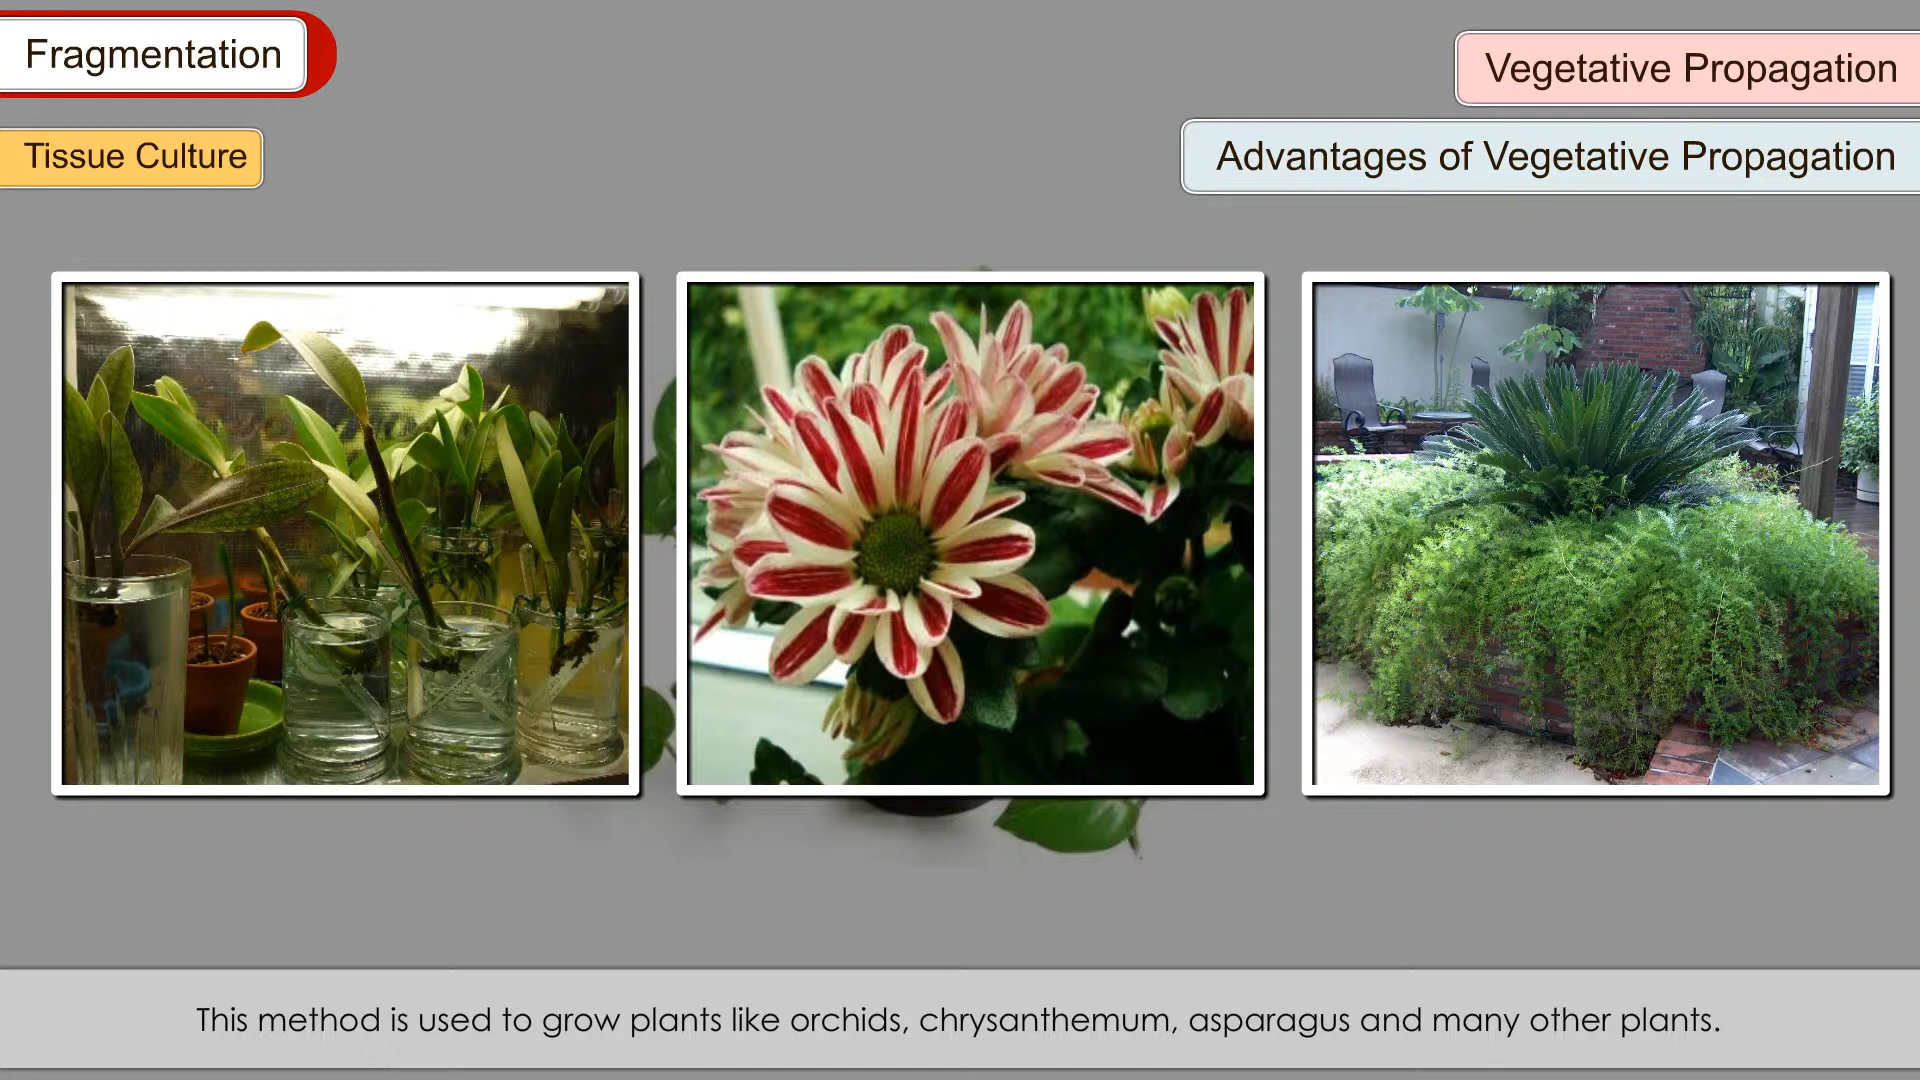 Fragmentation
Vegetative Propagation
Tissue Culture
Advantages of Vegetative Propagation
This method is used to grow plants like orchids, chrysanthemum, asparagus and many other plants.